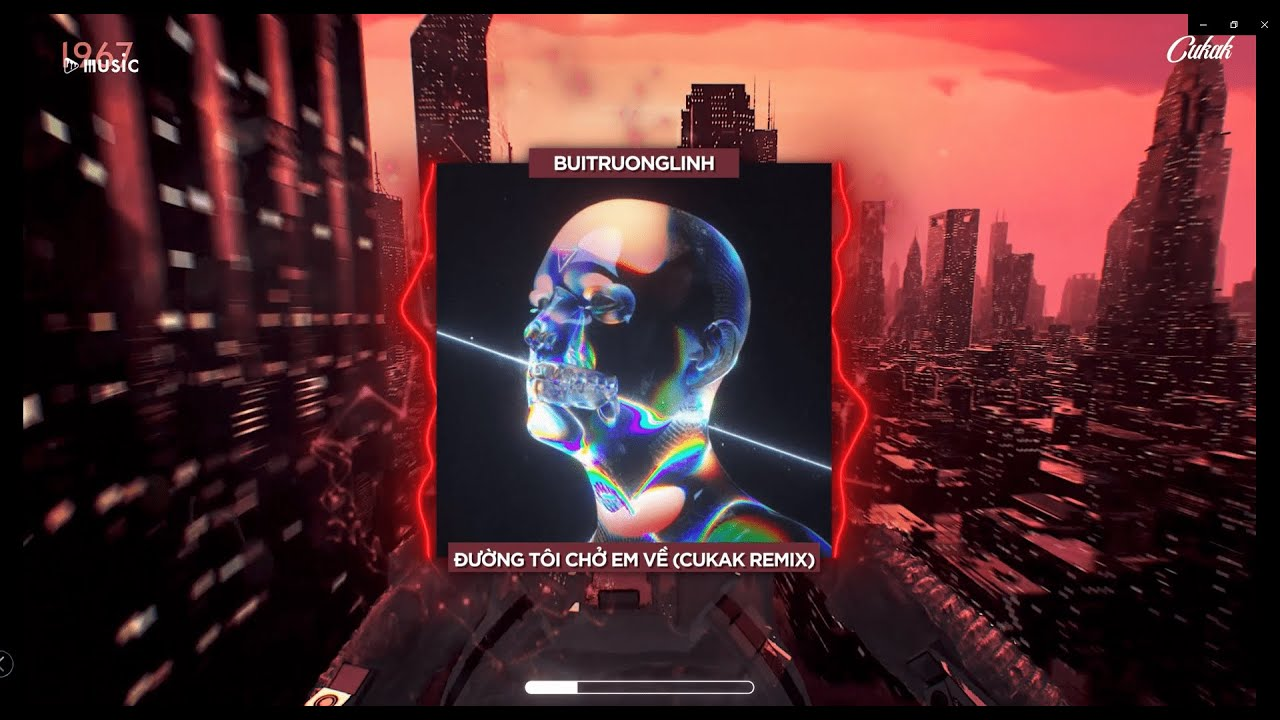 1967
MUSIC
Cukak
BUITRUONGLINH
ĐƯỜNG TÔI CHỞ EM VỀ (CUKAK REMIX)